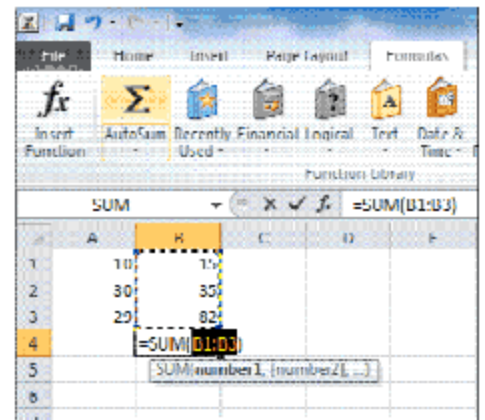 File Home Insert Page Layout Formulas
Insert Function AutoSum Recently Used Financial Logical Text Date & Time
Function Library
SUM =SUM(B1:B3)
A B C D E
1 10 15
2 30 35
3 29 82
4 =SUM(B1:B3)
5 SUM(number1, [number2], ...)
6